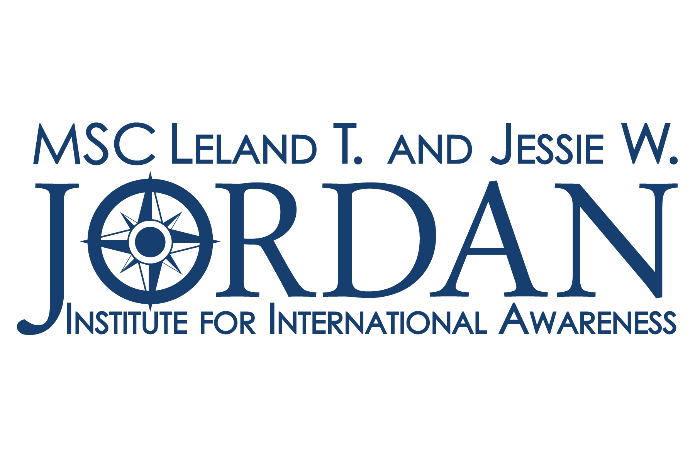 MSC LELAND T. AND JESSIE W.
JORDAN
INSTITUTE FOR INTERNATIONAL AWARENESS